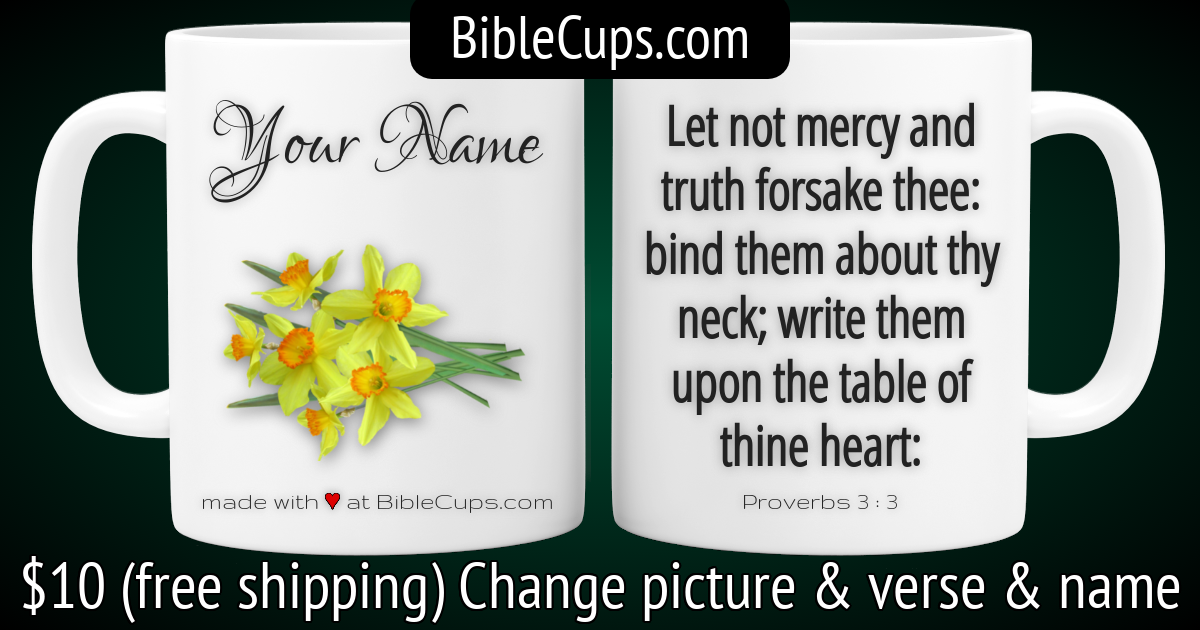 BibleCups.com
Your Name
made with ♥ at BibleCups.com
Let not mercy and
truth forsake thee:
bind them about thy
neck; write them
upon the table of
thine heart:
Proverbs 3 : 3
$10 (free shipping) Change picture & verse & name